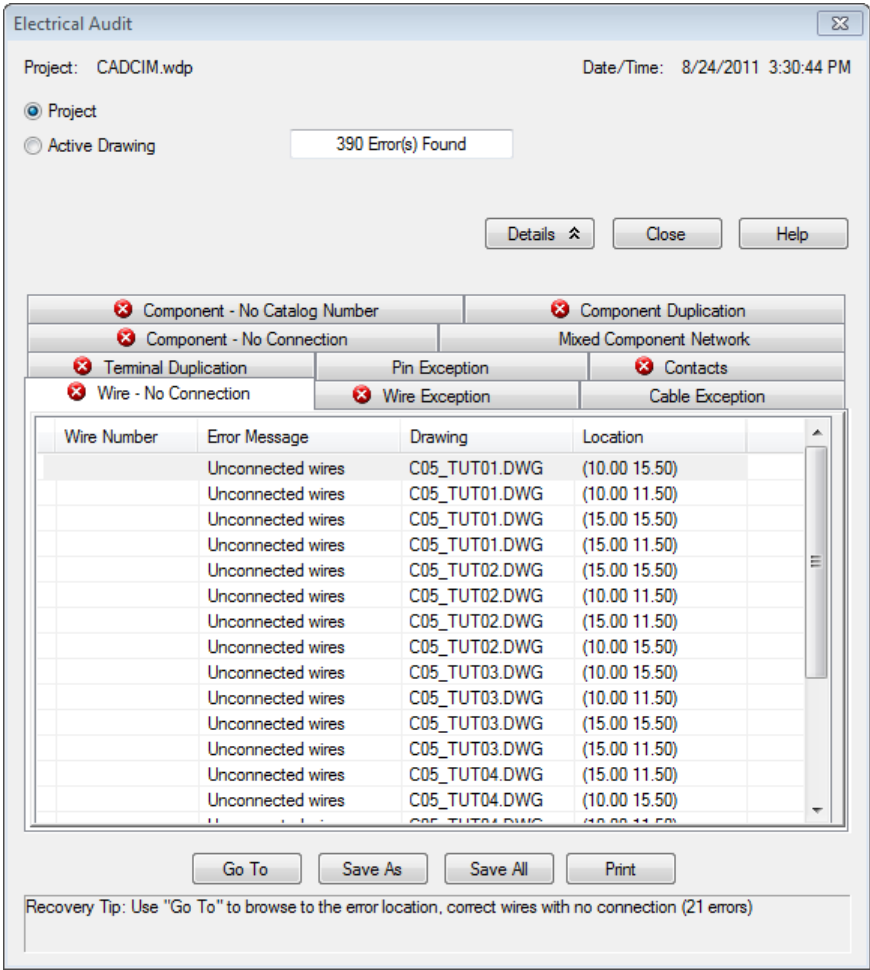 Electrical Audit
Project: CADCIM.wdp Date/Time: 8/24/2011 3:30:44 PM
Project
Active Drawing 390 Error(s) Found
Details Close Help
Component - No Catalog Number Component Duplication
Component - No Connection Mixed Component Network
Terminal Duplication Pin Exception Contacts
Wire - No Connection Wire Exception Cable Exception
Wire Number Error Message Drawing Location
Unconnected wires C05_TUT01.DWG (10.00 15.50)
Unconnected wires C05_TUT01.DWG (10.00 11.50)
Unconnected wires C05_TUT01.DWG (15.00 15.50)
Unconnected wires C05_TUT01.DWG (15.00 11.50)
Unconnected wires C05_TUT02.DWG (15.00 15.50)
Unconnected wires C05_TUT02.DWG (10.00 11.50)
Unconnected wires C05_TUT02.DWG (15.00 11.50)
Unconnected wires C05_TUT02.DWG (10.00 15.50)
Unconnected wires C05_TUT03.DWG (10.00 15.50)
Unconnected wires C05_TUT03.DWG (10.00 11.50)
Unconnected wires C05_TUT03.DWG (15.00 15.50)
Unconnected wires C05_TUT03.DWG (15.00 11.50)
Unconnected wires C05_TUT04.DWG (15.00 11.50)
Unconnected wires C05_TUT04.DWG (10.00 15.50)
Go To Save As Save All Print
Recovery Tip: Use "Go To" to browse to the error location, correct wires with no connection (21 errors)